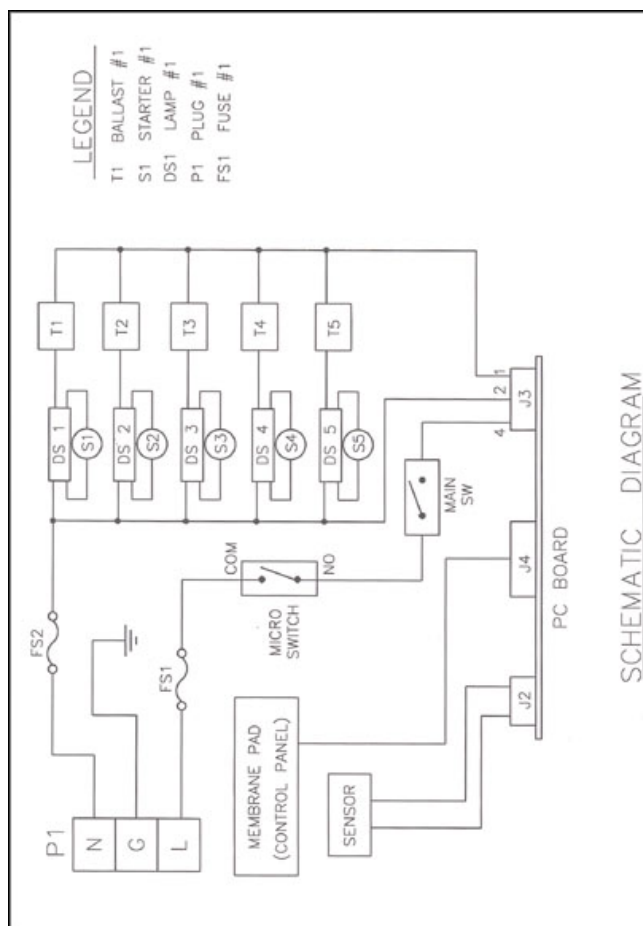 LEGEND
T1 BALLAST #1
S1 STARTER #1
DS1 LAMP #1
P1 PLUG #1
FS1 FUSE #1
P1
N
G
L
FS2
FS1
COM
NO
MICRO
SWITCH
MAIN
SW
DS 1
S1
T1
DS 2
S2
T2
DS 3
S3
T3
DS 4
S4
T4
DS 5
S5
T5
MEMBRANE PAD
(CONTROL PANEL)
SENSOR
J2
J4
4 2 1
J3
PC BOARD
SCHEMATIC DIAGRAM